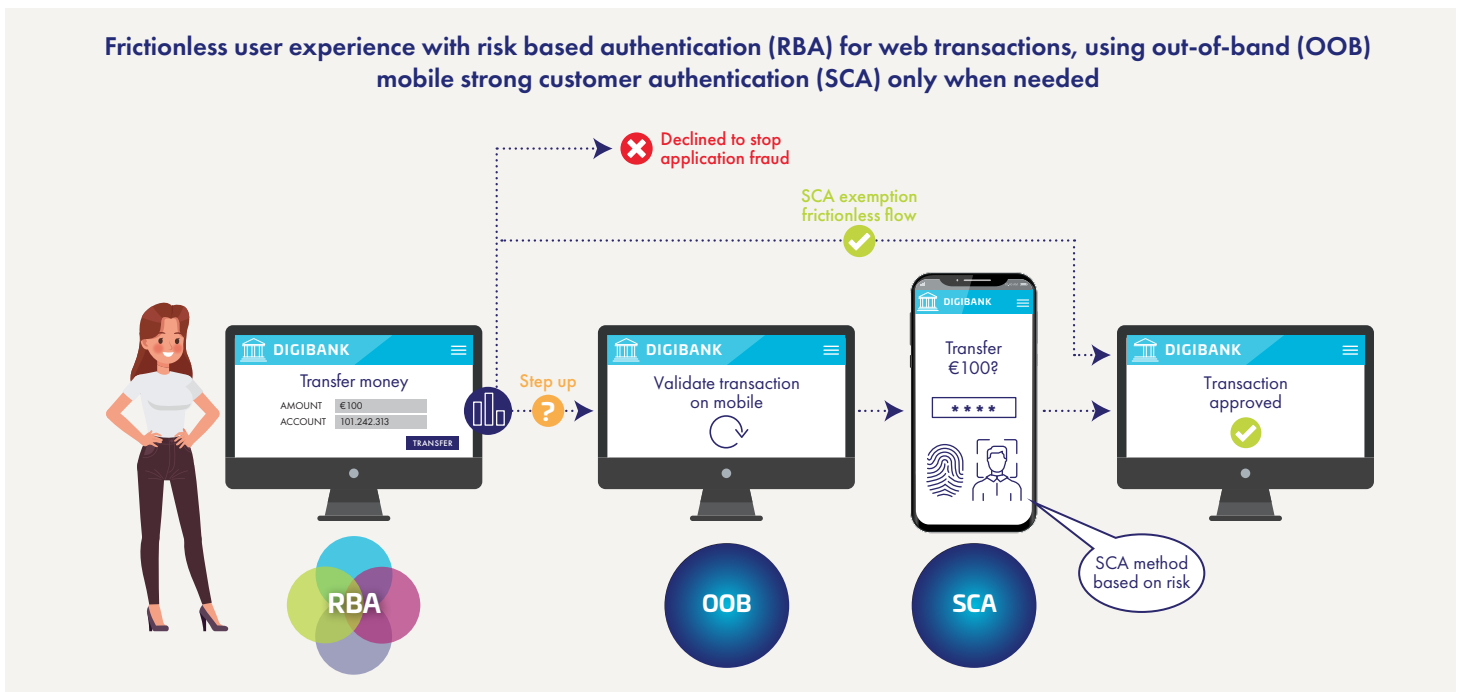 Frictionless user experience with risk based authentication (RBA) for web transactions, using out-of-band (OOB)
mobile strong customer authentication (SCA) only when needed
Declined to stop
application fraud
SCA exemption
frictionless flow
DIGIBANK
Transfer money
AMOUNT €100
ACCOUNT 101.242.313
TRANSFER
Step up
?
DIGIBANK
Validate transaction
on mobile
DIGIBANK
Transfer
€100?
****
DIGIBANK
Transaction
approved
RBA
OOB
SCA
SCA method
based on risk